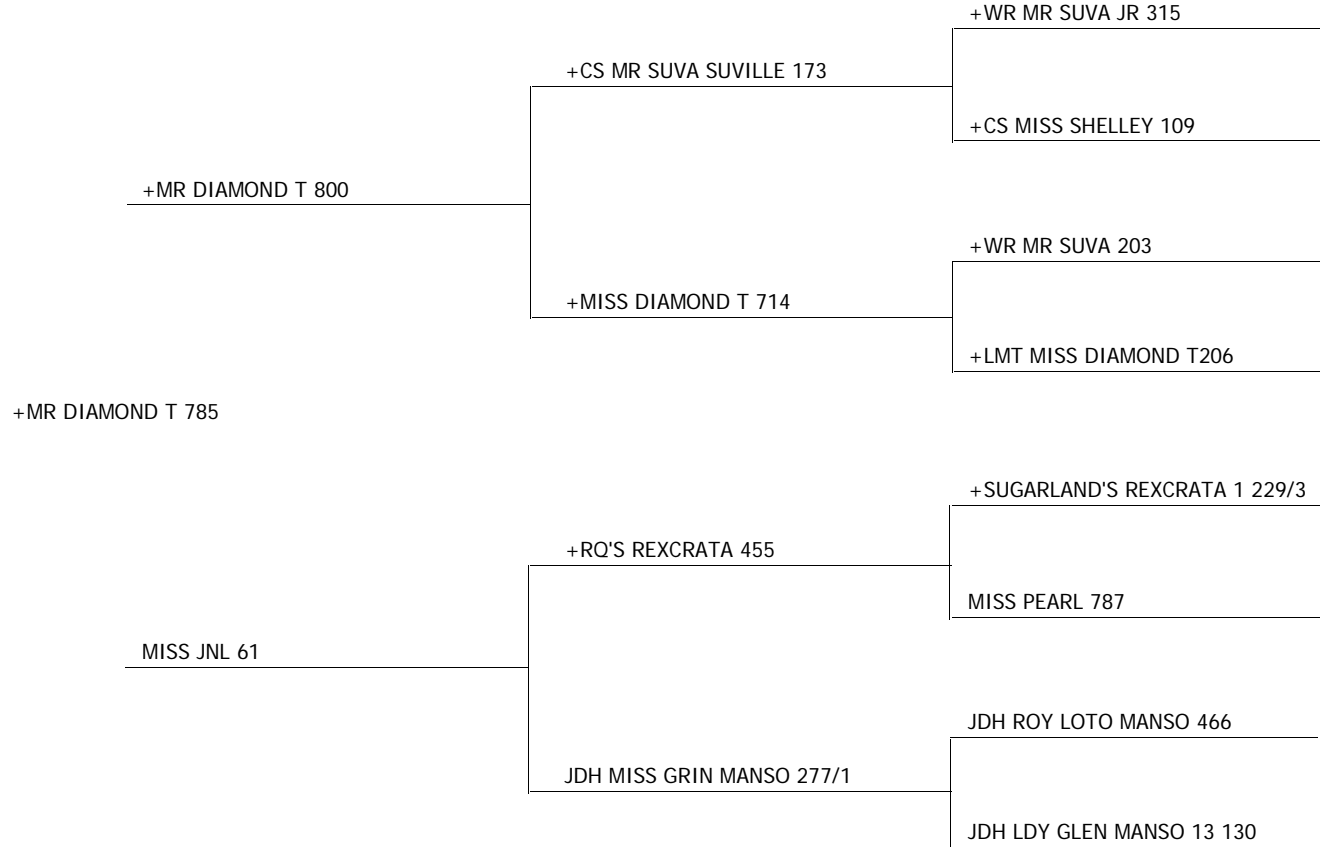 +WR MR SUVA JR 315
+CS MR SUVA SUVILLE 173
+CS MISS SHELLEY 109
+MR DIAMOND T 800
+WR MR SUVA 203
+MISS DIAMOND T 714
+LMT MISS DIAMOND T206
+MR DIAMOND T 785
+SUGARLAND'S REXCRATA 1 229/3
+RQ'S REXCRATA 455
MISS PEARL 787
MISS JNL 61
JDH ROY LOTO MANSO 466
JDH MISS GRIN MANSO 277/1
JDH LDY GLEN MANSO 13 130